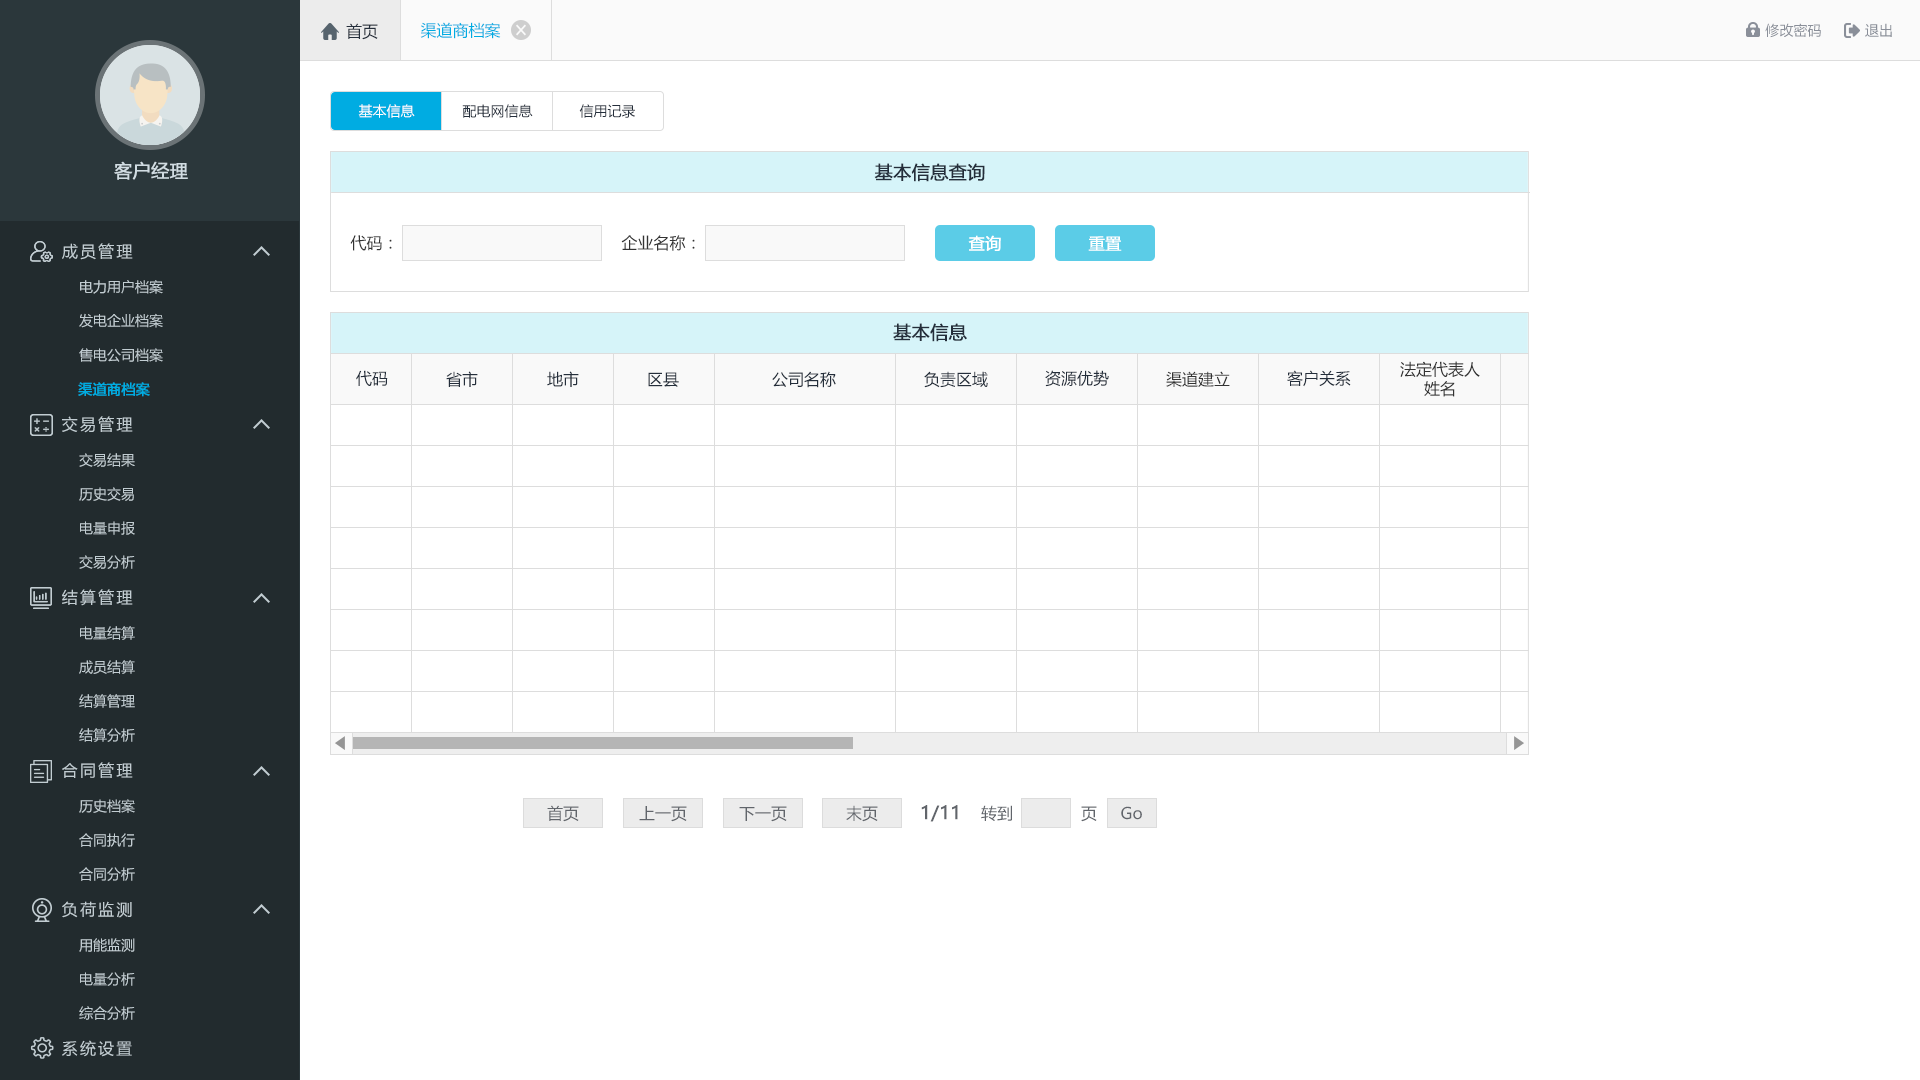 客户经理
成员管理
电力用户档案
发电企业档案
售电公司档案
渠道商档案
交易管理
交易结果
历史交易
电量申报
交易分析
结算管理
电量结算
成员结算
结算管理
结算分析
合同管理
历史档案
合同执行
合同分析
负荷监测
用能监测
电量分析
综合分析
系统设置
首页 渠道商档案 修改密码 退出
基本信息 配电网信息 信用记录
基本信息查询
代码： 企业名称： 查询 重置
基本信息
代码 省市 地市 区县 公司名称 负责区域 资源优势 渠道建立 客户关系 法定代表人
姓名
首页 上一页 下一页 末页 1/11 转到 页 Go